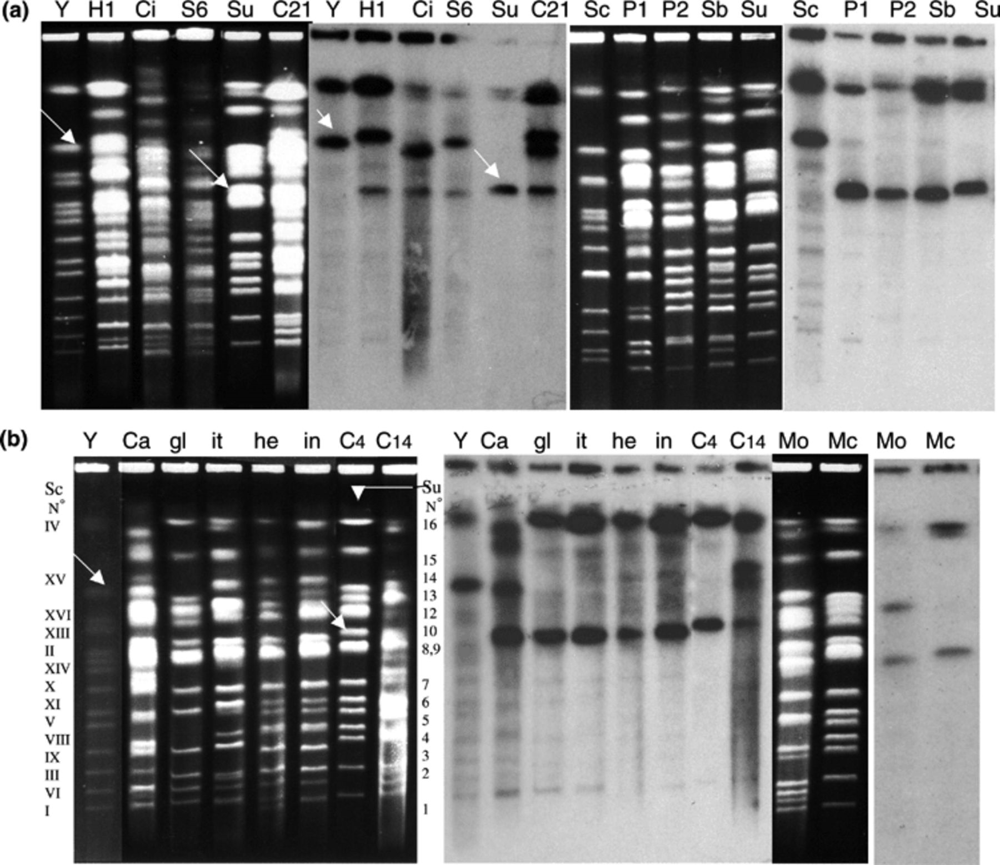 (a) Y H1 Ci S6 Su C21 Y H1 Ci S6 Su C21 Sc P1 P2 Sb Su Sc P1 P2 Sb Su
(b) Y Ca gl it he in C4 C14 Y Ca gl it he in C4 C14 Mo Mc Mo Mc
Sc Su
N° N°
IV 16
15
XV 14
13
XVI 12
XIII 10
II 8,9
XIV
X 7
XI 6
V 5
VIII 4
IX 3
III 2
VI
I 1